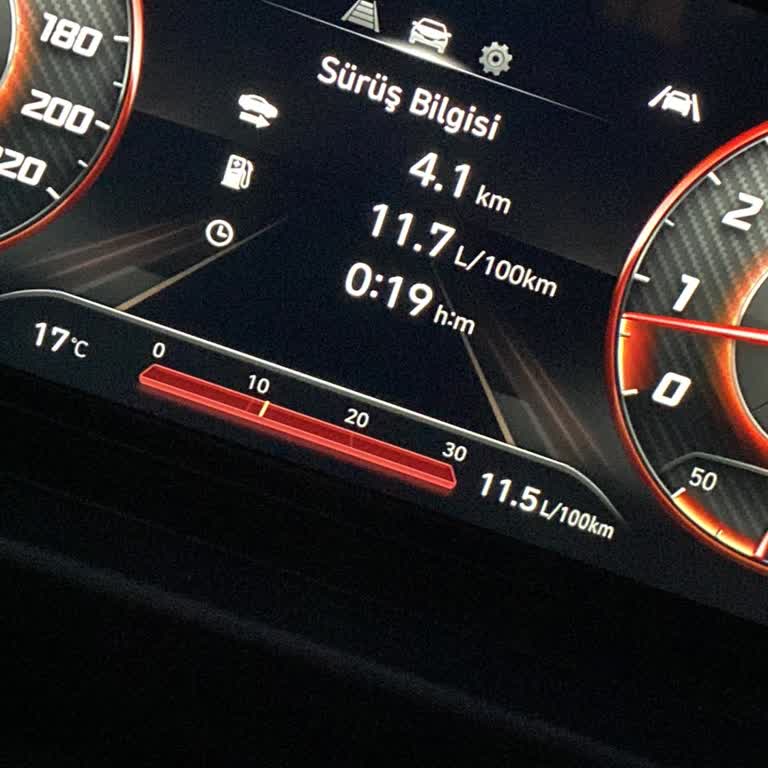 180
200
220
Sürüş Bilgisi
4.1 km
11.7 L/100km
0:19 h:m
17°C
0 10 20 30
11.5 L/100km
2
1
0
50